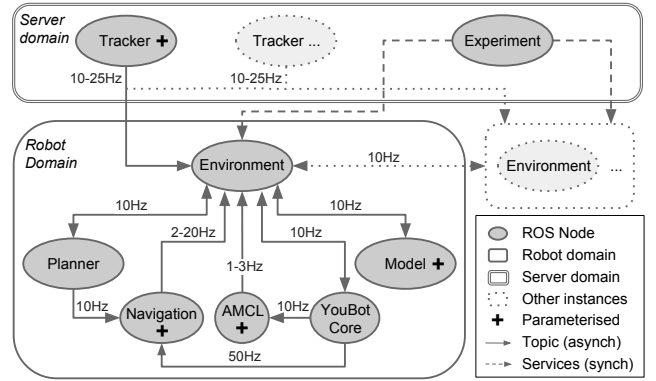 Server
domain
Tracker +
Tracker ...
Experiment
10-25Hz
10-25Hz
Robot
Domain
Environment
10Hz
Environment
...
10Hz
2-20Hz
10Hz
10Hz
Planner
1-3Hz
Model +
10Hz
Navigation
+
AMCL
+
10Hz
YouBot
Core
50Hz
ROS Node
Robot domain
Server domain
Other instances
+ Parameterised
Topic (asynch)
Services (synch)